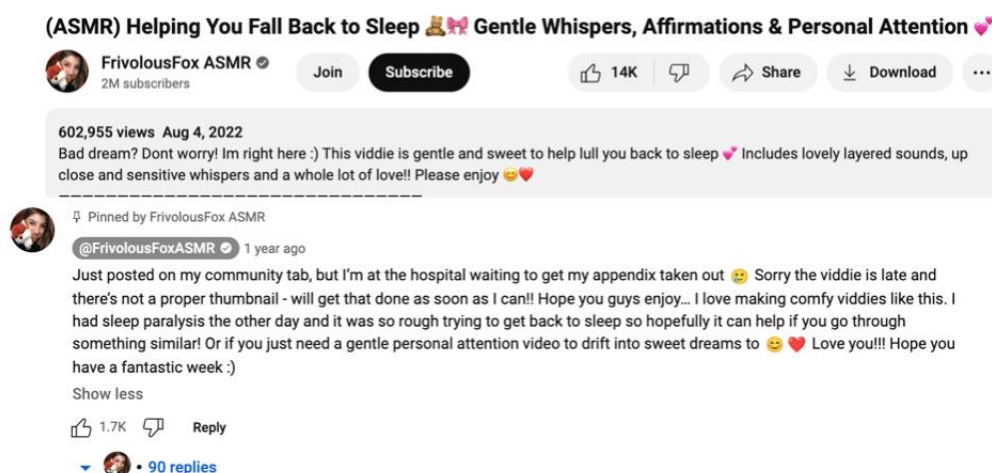 (ASMR) Helping You Fall Back to Sleep 🧸🎀 Gentle Whispers, Affirmations & Personal Attention 💕
FrivolousFox ASMR
2M subscribers
Join
Subscribe
14K
Share
Download
...
602,955 views Aug 4, 2022
Bad dream? Dont worry! Im right here :) This viddie is gentle and sweet to help lull you back to sleep 💕 Includes lovely layered sounds, up
close and sensitive whispers and a whole lot of love!! Please enjoy 😊❤️
_______________________________
Pinned by FrivolousFox ASMR
@FrivolousFoxASMR 1 year ago
Just posted on my community tab, but I'm at the hospital waiting to get my appendix taken out 🥲 Sorry the viddie is late and
there's not a proper thumbnail - will get that done as soon as I can!! Hope you guys enjoy... I love making comfy viddies like this. I
had sleep paralysis the other day and it was so rough trying to get back to sleep so hopefully it can help if you go through
something similar! Or if you just need a gentle personal attention video to drift into sweet dreams to 😊 ❤️ Love you!!! Hope you
have a fantastic week :)
Show less
1.7K
Reply
• 90 replies